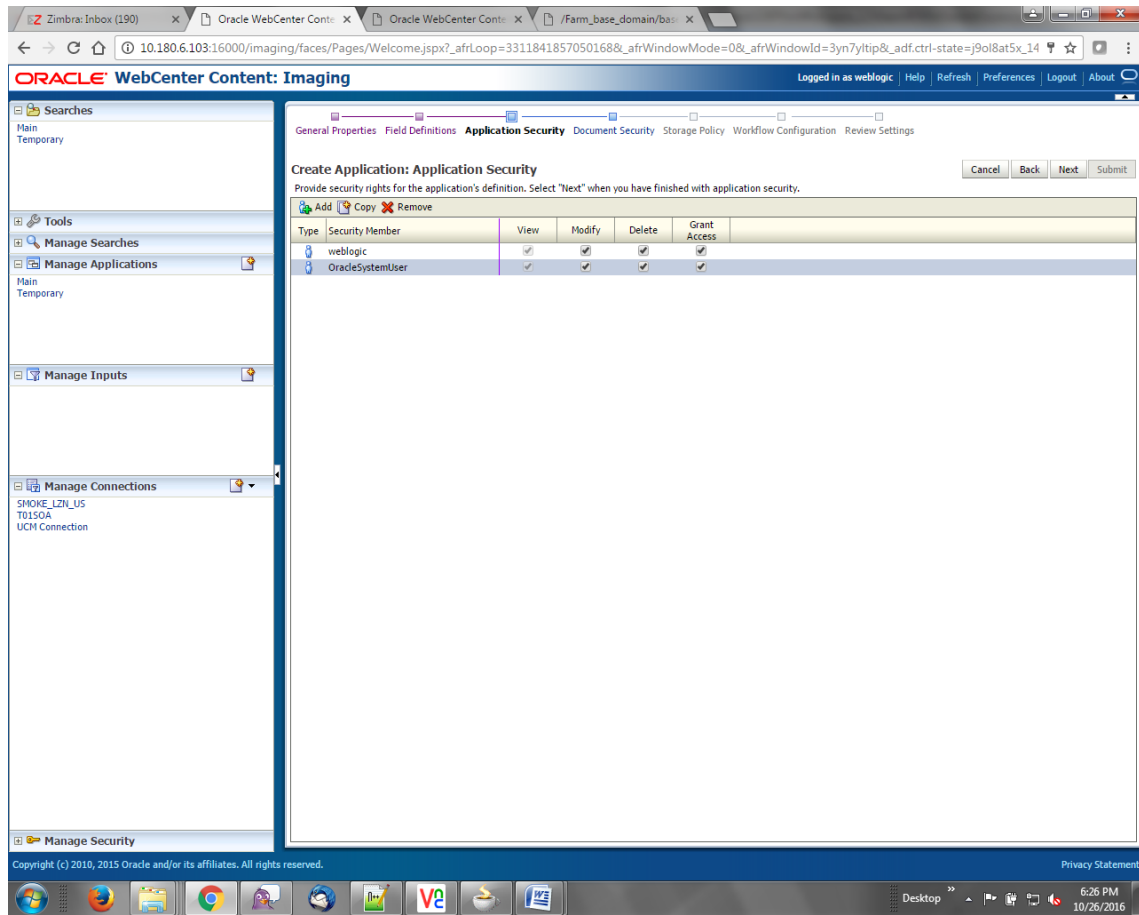 Zimbra: Inbox (190)
Oracle WebCenter Conte
Oracle WebCenter Conte
/Farm_base_domain/bas
10.180.6.103:16000/imaging/faces/Pages/Welcome.jspx?_afrLoop=3311841857050168&_afrWindowMode=0&_afrWindowId=3yn7yltip&_adf.ctrl-state=j9ol8at5x_14
ORACLE WebCenter Content: Imaging
Logged in as weblogic Help Refresh Preferences Logout About
Searches
Main
Temporary
Tools
Manage Searches
Manage Applications
Main
Temporary
Manage Inputs
Manage Connections
SMOKE_LZN_US
T01SOA
UCM Connection
Manage Security
General Properties Field Definitions Application Security Document Security Storage Policy Workflow Configuration Review Settings
Create Application: Application Security
Cancel Back Next Submit
Provide security rights for the application's definition. Select "Next" when you have finished with application security.
Add Copy Remove
Type Security Member View Modify Delete Grant Access
weblogic
OracleSystemUser
Copyright (c) 2010, 2015 Oracle and/or its affiliates. All rights reserved.
Privacy Statement
Desktop
6:26 PM
10/26/2016